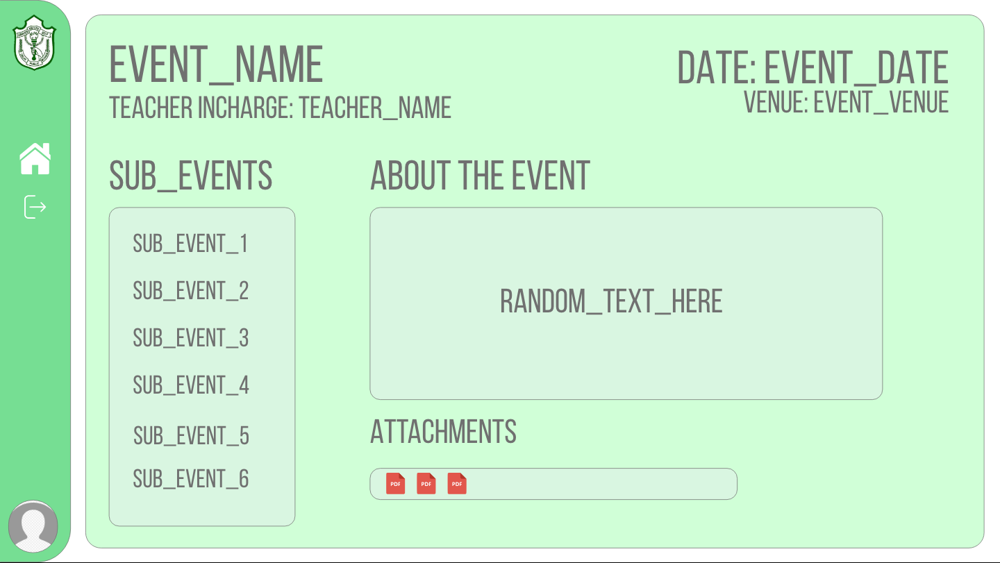 EVENT_NAME
TEACHER INCHARGE: TEACHER_NAME
DATE: EVENT_DATE
VENUE: EVENT_VENUE
SUB_EVENTS
SUB_EVENT_1
SUB_EVENT_2
SUB_EVENT_3
SUB_EVENT_4
SUB_EVENT_5
SUB_EVENT_6
ABOUT THE EVENT
RANDOM_TEXT_HERE
ATTACHMENTS
PDF PDF PDF